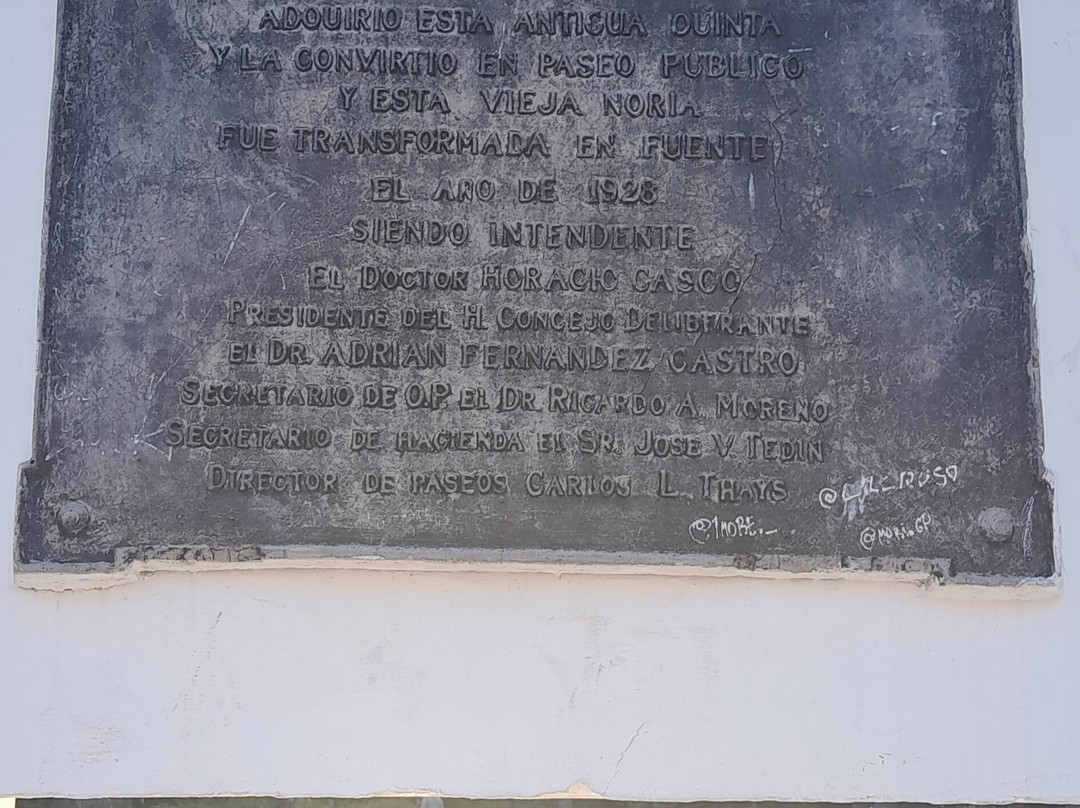 ADQUIRIO ESTA ANTIGUA QUINTA
Y LA CONVIRTIO EN PASEO PUBLICO
Y ESTA VIEJA NORIA
FUE TRANSFORMADA EN FUENTE
EL AÑO DE 1928
SIENDO INTENDENTE
EL DOCTOR HORACIO CASCO
PRESIDENTE DEL H. CONCEJO DELIBERANTE
EL DR. ADRIAN FERNANDEZ CASTRO
SECRETARIO DE O.P. EL DR. RICARDO A. MORENO
SECRETARIO DE HACIENDA EL SR. JOSE V. TEDIN
DIRECTOR DE PASEOS CARLOS L. THAYS